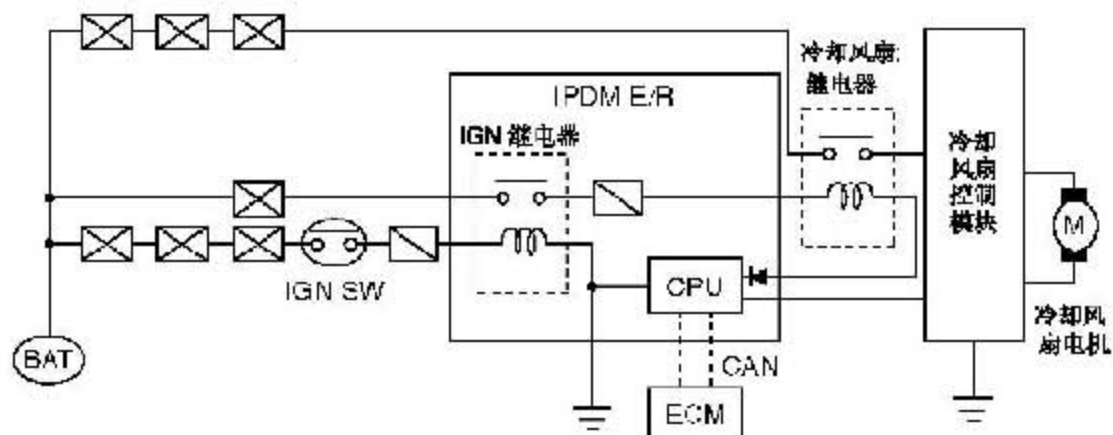 冷却风扇
继电器
IPDM E/R
IGN 继电器
冷却
风扇
控制
模块
M
IGN SW
CPU
冷却风
扇电机
BAT
CAN
ECM